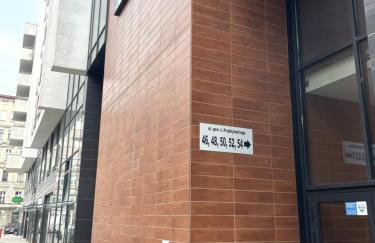 ul. gen. I. Prądzyńskiego
46, 48, 50, 52, 54